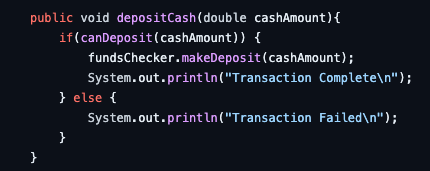 public void depositCash(double cashAmount){
if(canDeposit(cashAmount)) {
fundsChecker.makeDeposit(cashAmount);
System.out.println("Transaction Complete\n");
} else {
System.out.println("Transaction Failed\n");
}
}